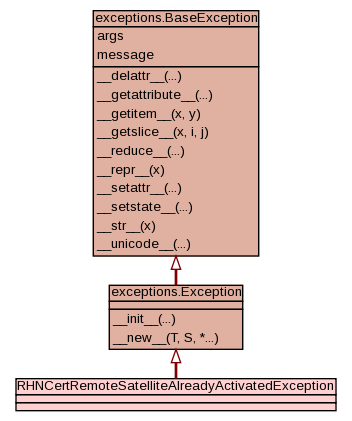 exceptions.BaseException
args
message
__delattr__(...)
__getattribute__(...)
__getitem__(x, y)
__getslice__(x, i, j)
__reduce__(...)
__repr__(x)
__setattr__(...)
__setstate__(...)
__str__(x)
__unicode__(...)
exceptions.Exception
__init__(...)
__new__(T, S, *...)
RHNCertRemoteSatelliteAlreadyActivatedException